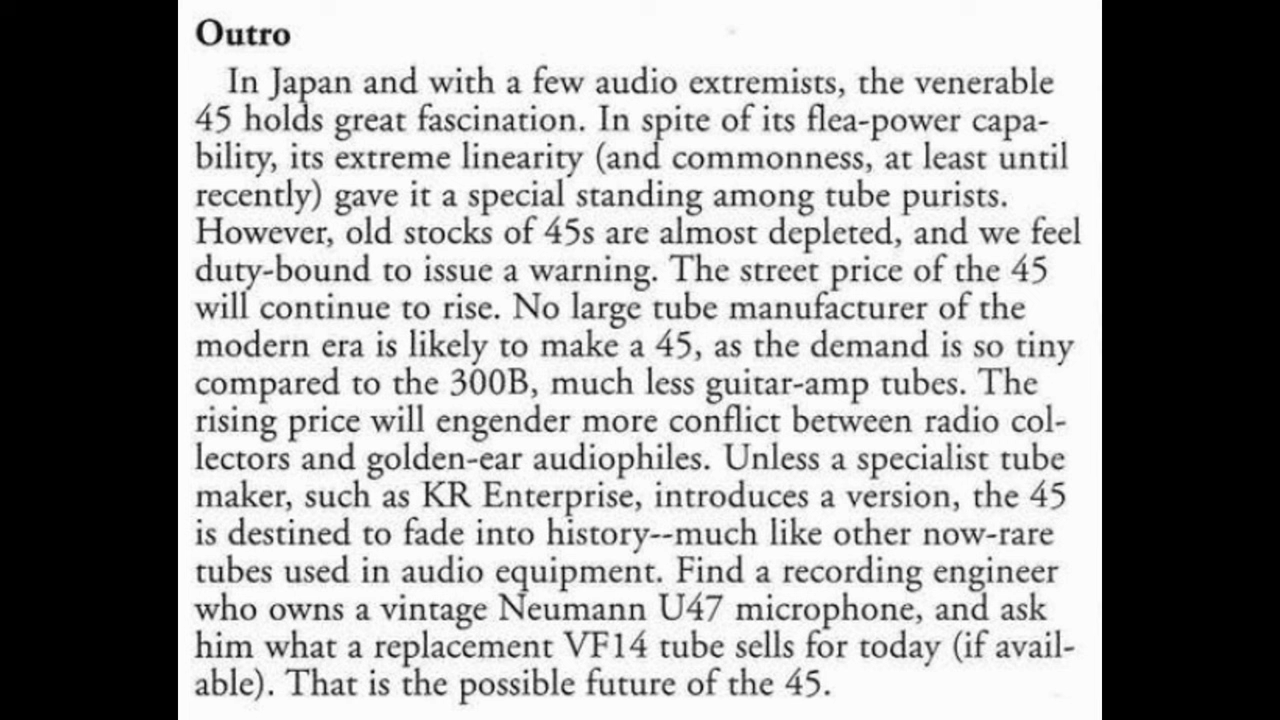 Outro
In Japan and with a few audio extremists, the venerable
45 holds great fascination. In spite of its flea-power capa-
bility, its extreme linearity (and commonness, at least until
recently) gave it a special standing among tube purists.
However, old stocks of 45s are almost depleted, and we feel
duty-bound to issue a warning. The street price of the 45
will continue to rise. No large tube manufacturer of the
modern era is likely to make a 45, as the demand is so tiny
compared to the 300B, much less guitar-amp tubes. The
rising price will engender more conflict between radio col-
lectors and golden-ear audiophiles. Unless a specialist tube
maker, such as KR Enterprise, introduces a version, the 45
is destined to fade into history--much like other now-rare
tubes used in audio equipment. Find a recording engineer
who owns a vintage Neumann U47 microphone, and ask
him what a replacement VF14 tube sells for today (if avail-
able). That is the possible future of the 45.